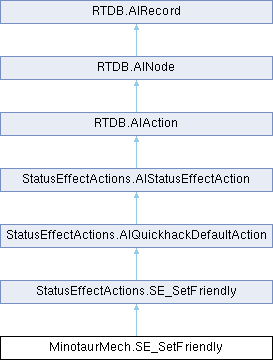 RTDB.AIRecord
RTDB.AINode
RTDB.AIAction
StatusEffectActions.AIStatusEffectAction
StatusEffectActions.AIQuickhackDefaultAction
StatusEffectActions.SE_SetFriendly
MinotaurMech.SE_SetFriendly